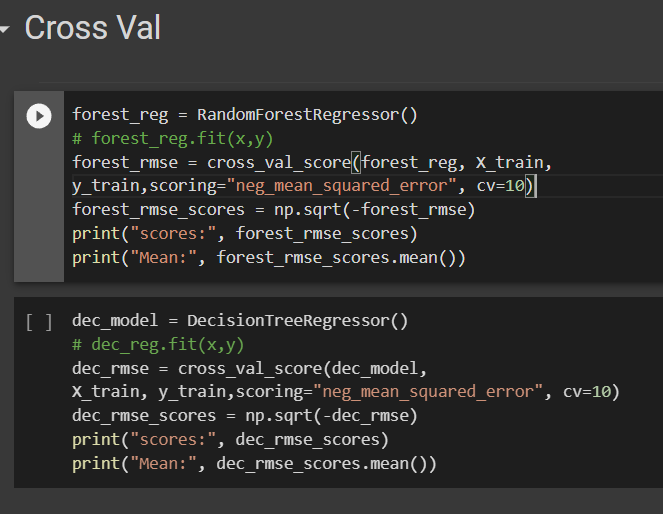 Cross Val
forest_reg = RandomForestRegressor()
# forest_reg.fit(x,y)
forest_rmse = cross_val_score(forest_reg, X_train,
y_train,scoring="neg_mean_squared_error", cv=10)
forest_rmse_scores = np.sqrt(-forest_rmse)
print("scores:", forest_rmse_scores)
print("Mean:", forest_rmse_scores.mean())
[ ] dec_model = DecisionTreeRegressor()
# dec_reg.fit(x,y)
dec_rmse = cross_val_score(dec_model,
X_train, y_train,scoring="neg_mean_squared_error", cv=10)
dec_rmse_scores = np.sqrt(-dec_rmse)
print("scores:", dec_rmse_scores)
print("Mean:", dec_rmse_scores.mean())